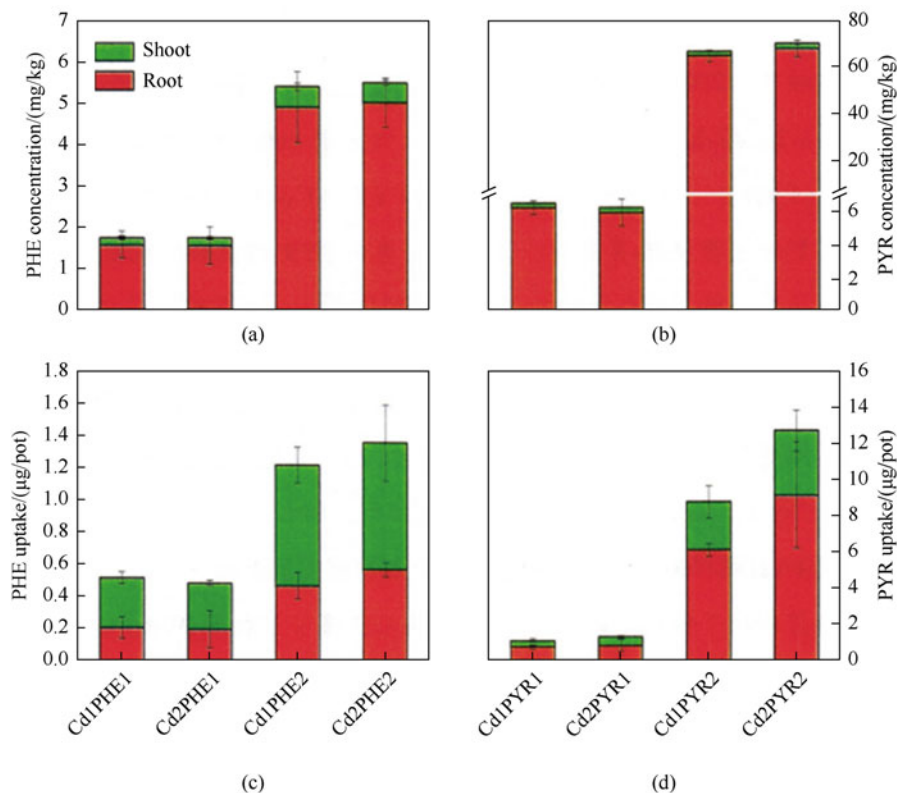 7
6
5
4
3
2
1
0
PHE concentration/(mg/kg)
Shoot
Root
(a)
80
60
40
20
6
4
2
0
PYR concentation/(mg/kg)
(b)
1.8
1.6
1.4
1.2
1.0
0.8
0.6
0.4
0.2
0.0
PHE uptake/(μg/pot)
Cd1PHE1
Cd2PHE1
Cd1PHE2
Cd2PHE2
(c)
16
14
12
10
8
6
4
2
0
PYR uptake/(μg/pot)
Cd1PYR1
Cd2PYR1
Cd1PYR2
Cd2PYR2
(d)